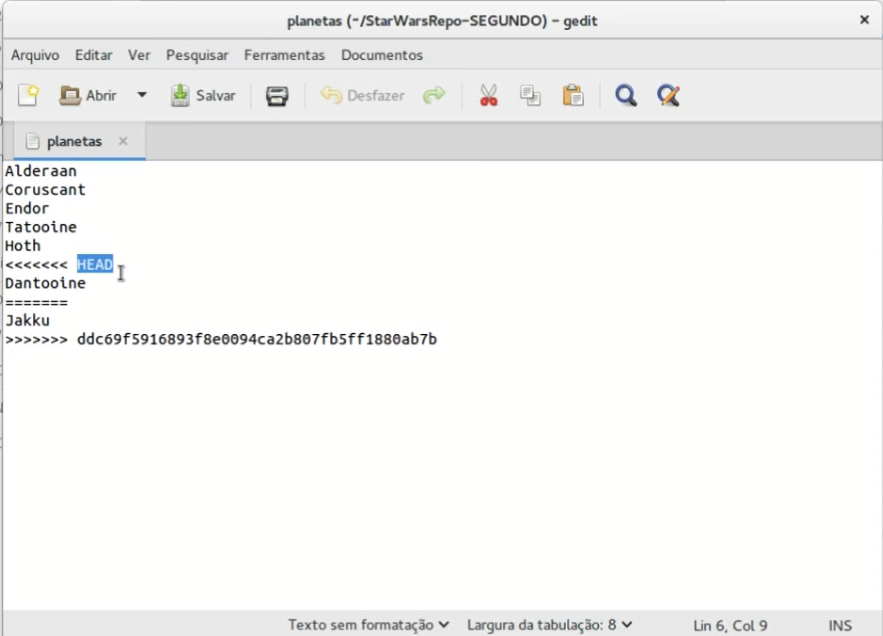 planetas (~/StarWarsRepo-SEGUNDO) – gedit
Arquivo Editar Ver Pesquisar Ferramentas Documentos
Abrir Salvar Desfazer
planetas
Alderaan
Coruscant
Endor
Tatooine
Hoth
<<<<<<< HEAD
Dantooine
=======
Jakku
>>>>>>> ddc69f5916893f8e0094ca2b807fb5ff1880ab7b
Texto sem formatação Largura da tabulação: 8 Lin 6, Col 9 INS